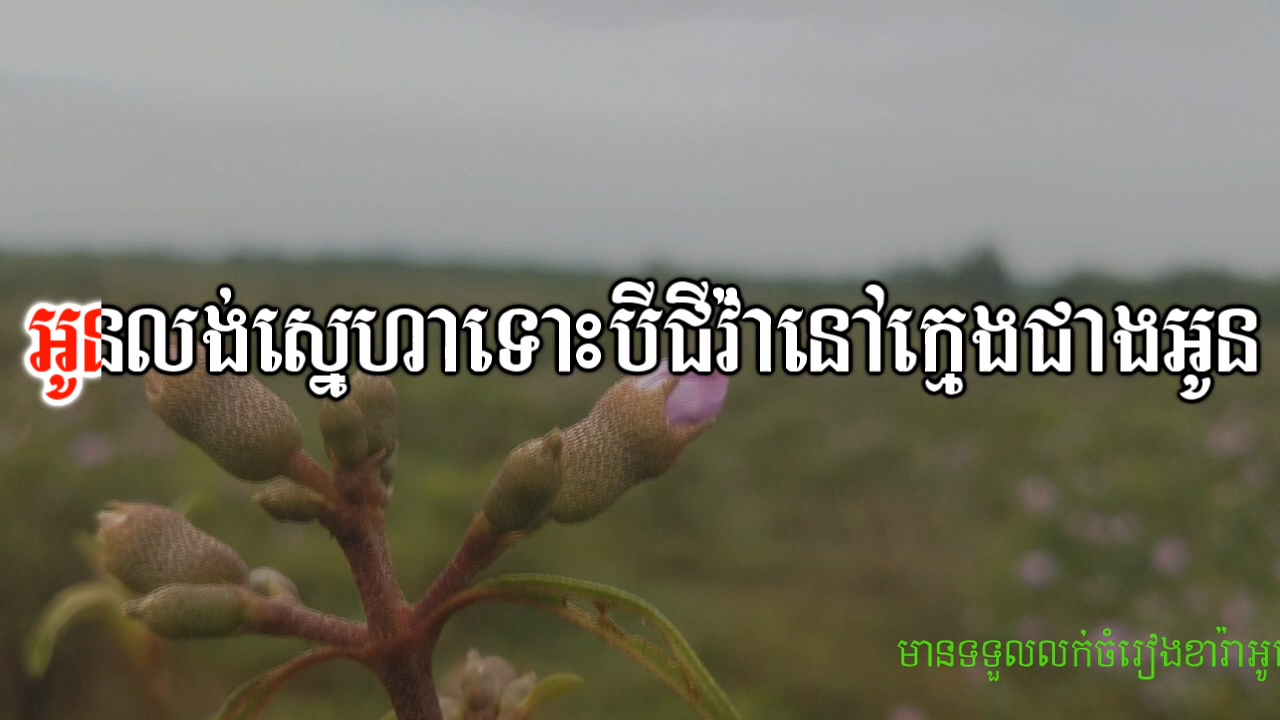 អូនលង់ស្នេហាទោះបីជីវ៉ានៅក្មេងជាងអូន
មានទទួលលក់ចំរៀងខារ៉ាអូ